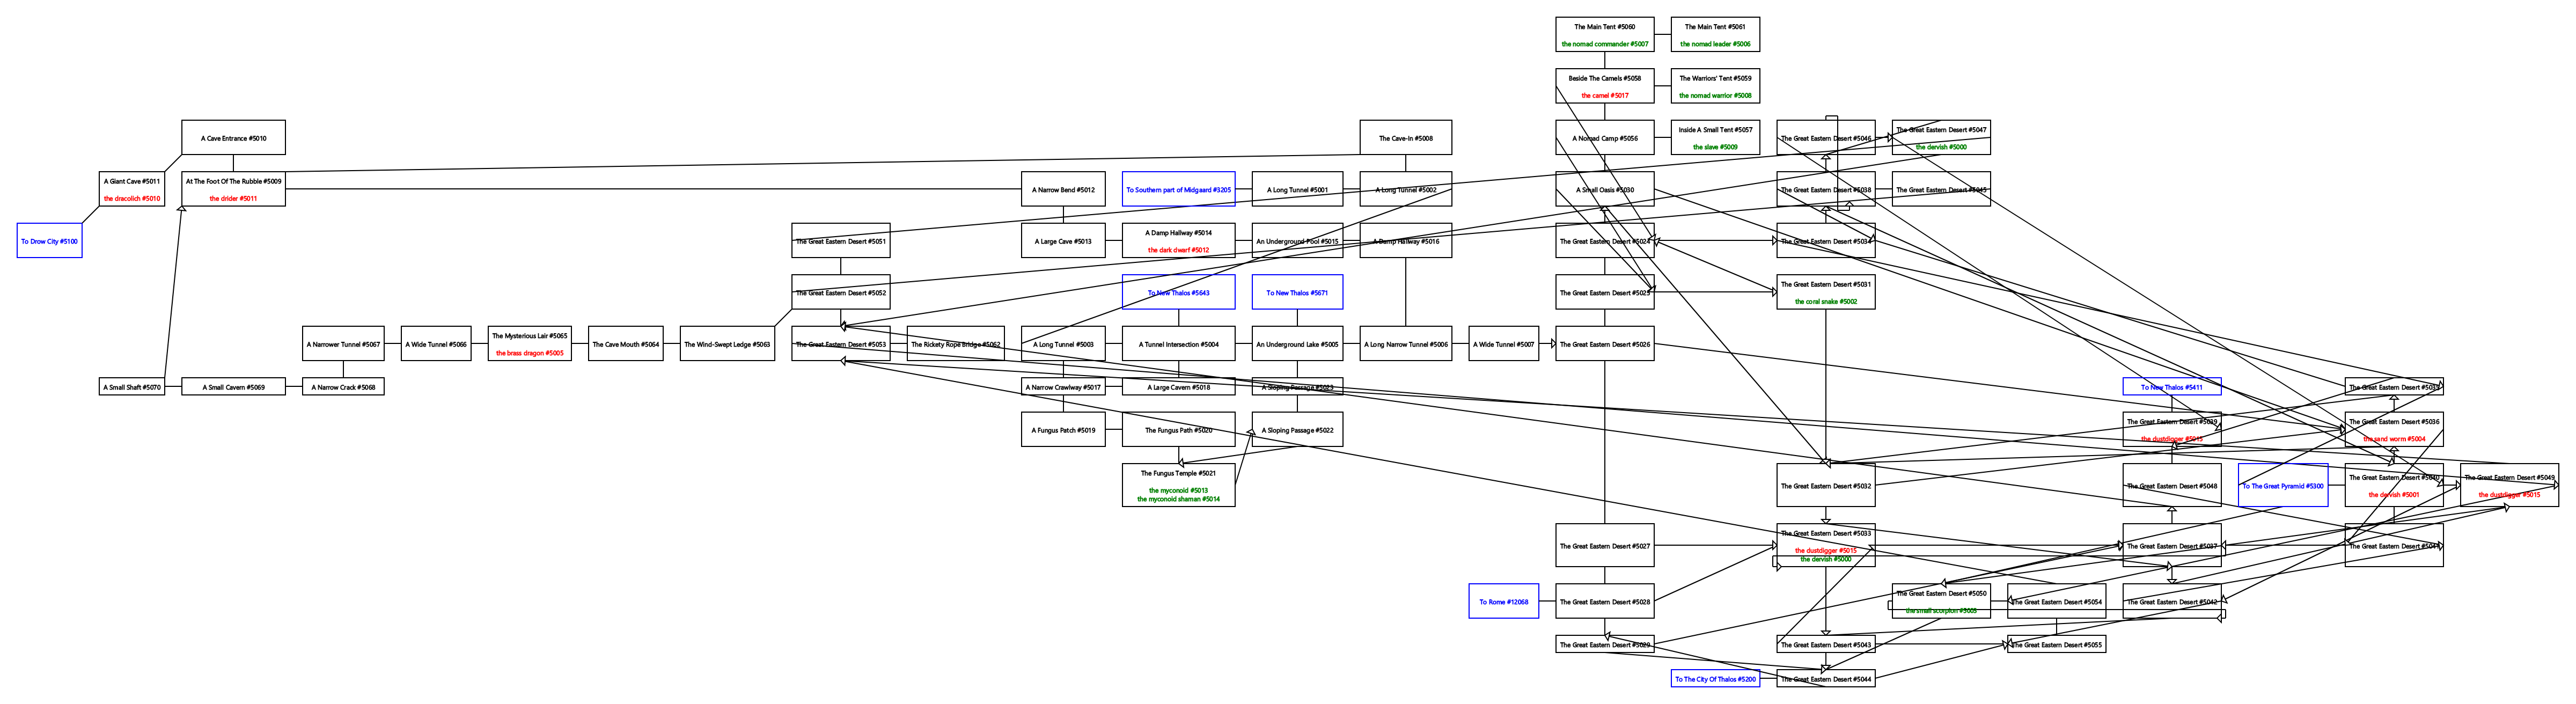 The Main Tent #5060
the nomad commander #5007
The Main Tent #5061
the nomad leader #5006
Beside The Camels #5058
the camel #5017
The Warriors' Tent #5059
the nomad warrior #5008
A Cave Entrance #5010
The Cave-In #5008
A Nomad Camp #5056
Inside A Small Tent #5057
the slave #5009
The Great Eastern Desert #5046
The Great Eastern Desert #5047
the dervish #5000
A Giant Cave #5011
the dracolich #5010
At The Foot Of The Rubble #5009
the drider #5011
A Narrow Bend #5012
To Southern part of Midgaard #3205
A Long Tunnel #5001
A Long Tunnel #5002
A Small Oasis #5030
The Great Eastern Desert #5038
The Great Eastern Desert #5045
To Drow City #5100
The Great Eastern Desert #5051
A Large Cave #5013
A Damp Hallway #5014
the dark dwarf #5012
An Underground Pool #5015
A Damp Hallway #5016
The Great Eastern Desert #5024
The Great Eastern Desert #5034
The Great Eastern Desert #5052
To New Thalos #5643
To New Thalos #5671
The Great Eastern Desert #5025
The Great Eastern Desert #5031
the coral snake #5002
A Narrower Tunnel #5067
A Wide Tunnel #5066
The Mysterious Lair #5065
the brass dragon #5005
The Cave Mouth #5064
The Wind-Swept Ledge #5063
The Great Eastern Desert #5053
The Rickety Rope Bridge #5062
A Long Tunnel #5003
A Tunnel Intersection #5004
An Underground Lake #5005
A Long Narrow Tunnel #5006
A Wide Tunnel #5007
The Great Eastern Desert #5026
A Small Shaft #5070
A Small Cavern #5069
A Narrow Crack #5068
A Narrow Crawlway #5017
A Large Cavern #5018
A Sloping Passage #5023
To New Thalos #5411
The Great Eastern Desert #5035
A Fungus Patch #5019
The Fungus Path #5020
A Sloping Passage #5022
The Great Eastern Desert #5039
the dustdigger #5015
The Great Eastern Desert #5036
the sand worm #5004
The Fungus Temple #5021
the myconoid #5013
the myconoid shaman #5014
The Great Eastern Desert #5032
The Great Eastern Desert #5048
To The Great Pyramid #5300
The Great Eastern Desert #5040
the dervish #5001
The Great Eastern Desert #5049
the dustdigger #5015
The Great Eastern Desert #5027
The Great Eastern Desert #5033
the dustdigger #5015
the dervish #5000
The Great Eastern Desert #5037
The Great Eastern Desert #5041
To Rome #12068
The Great Eastern Desert #5028
The Great Eastern Desert #5050
the small scorpion #5003
The Great Eastern Desert #5054
The Great Eastern Desert #5042
The Great Eastern Desert #5029
The Great Eastern Desert #5043
The Great Eastern Desert #5055
To The City Of Thalos #5200
The Great Eastern Desert #5044